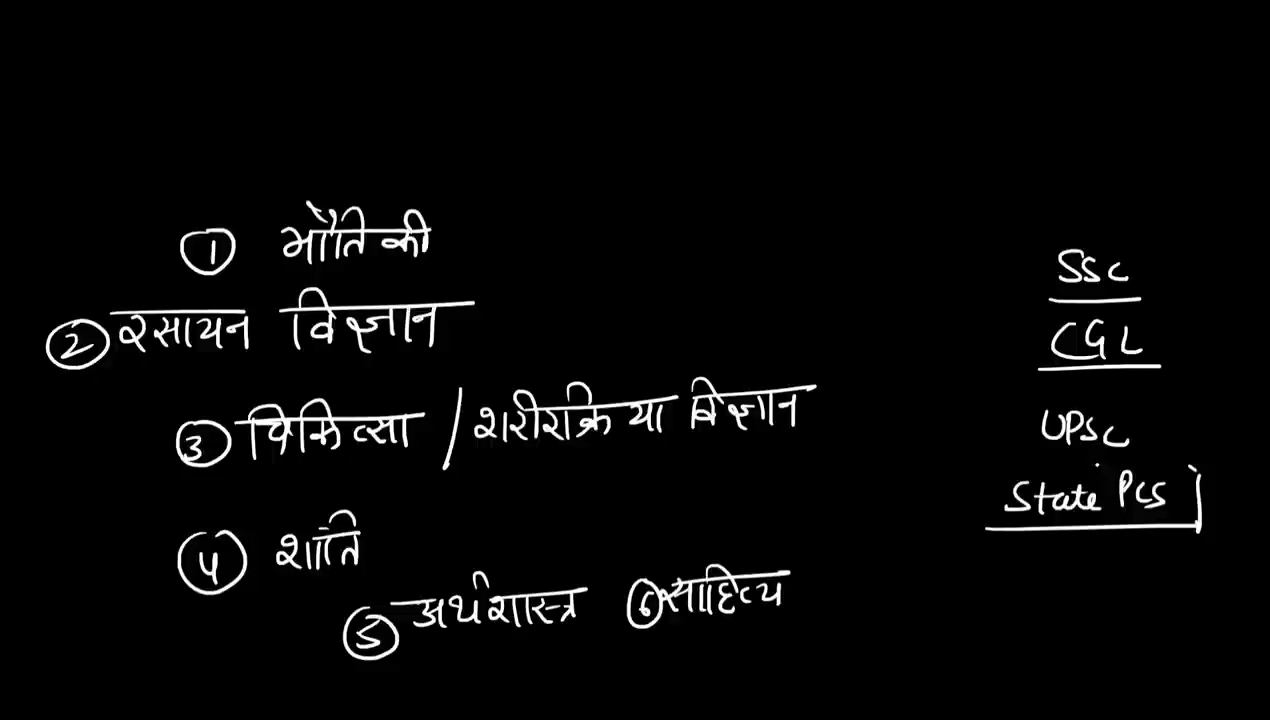 ① भौतिकी
② रसायन विज्ञान
③ चिकित्सा / शरीरक्रिया विज्ञान
④ शांति
⑤ अर्थशास्त्र ⑥ साहित्य
SSC
CGL
UPSC
State PCS